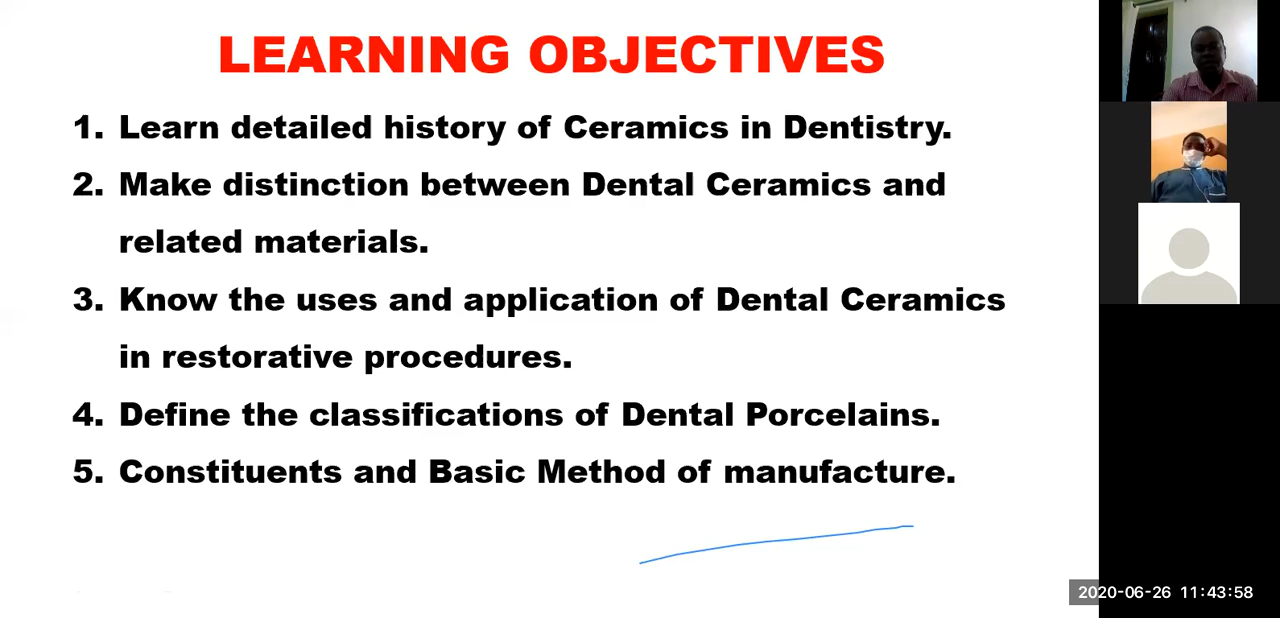 LEARNING OBJECTIVES
1. Learn detailed history of Ceramics in Dentistry.
2. Make distinction between Dental Ceramics and
related materials.
3. Know the uses and application of Dental Ceramics
in restorative procedures.
4. Define the classifications of Dental Porcelains.
5. Constituents and Basic Method of manufacture.
2020-06-26 11:43:58